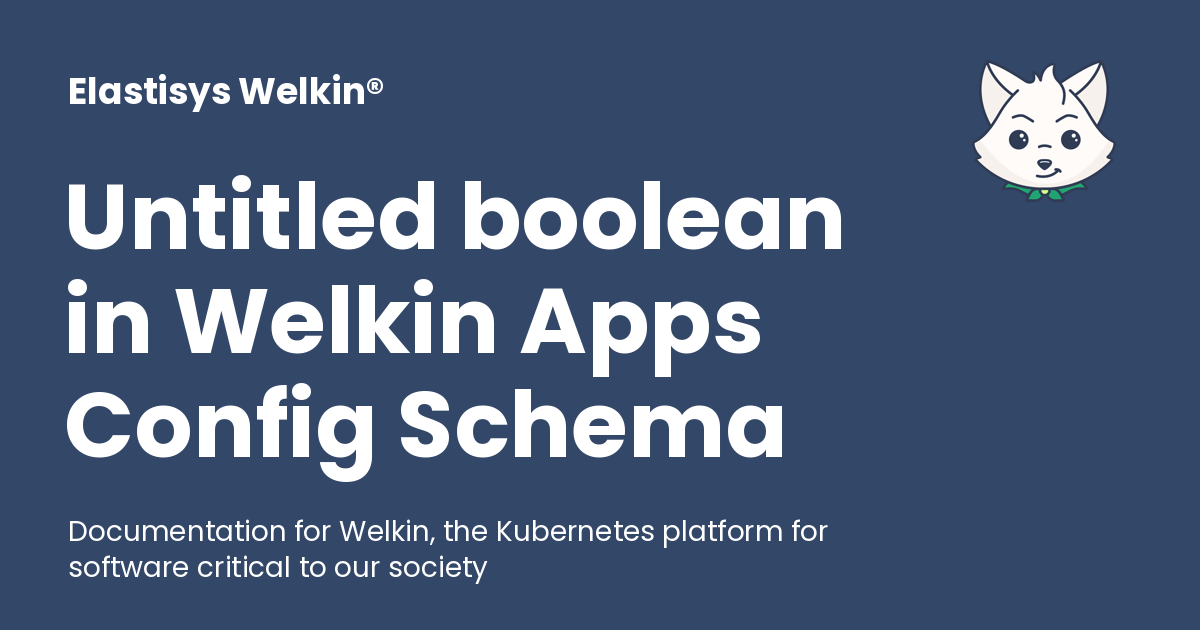 Elastisys Welkin®
Untitled boolean
in Welkin Apps
Config Schema
Documentation for Welkin, the Kubernetes platform for
software critical to our society